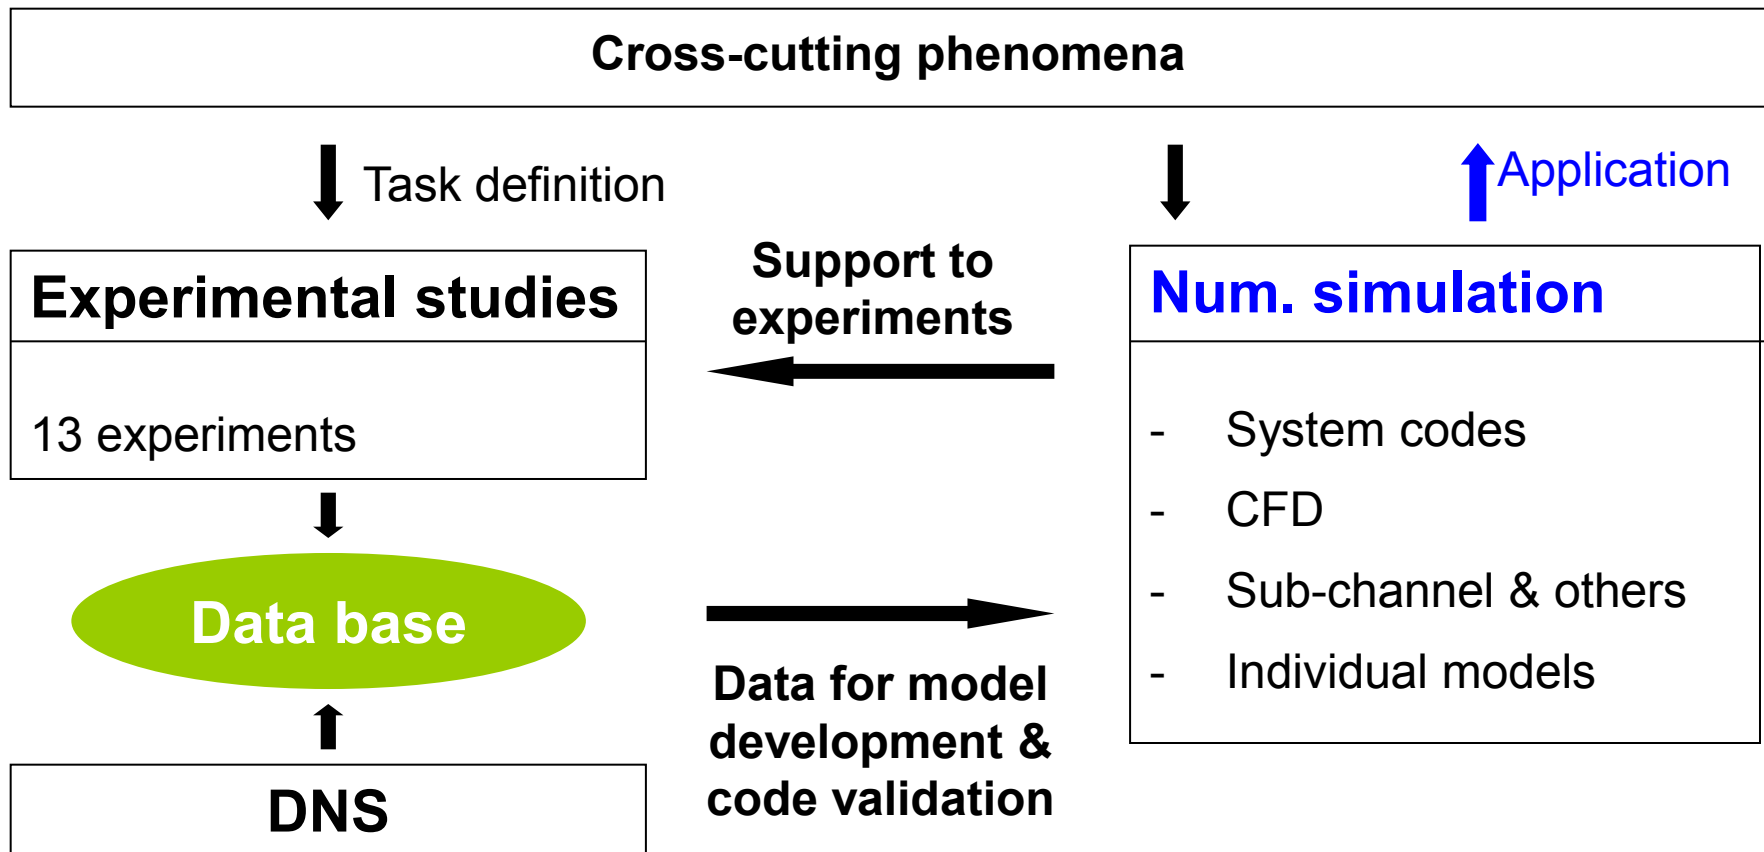 Cross-cutting phenomena
Task definition
Application
Experimental studies
13 experiments
Support to
experiments
Num. simulation
- System codes
- CFD
- Sub-channel & others
- Individual models
Data base
Data for model
development &
code validation
DNS